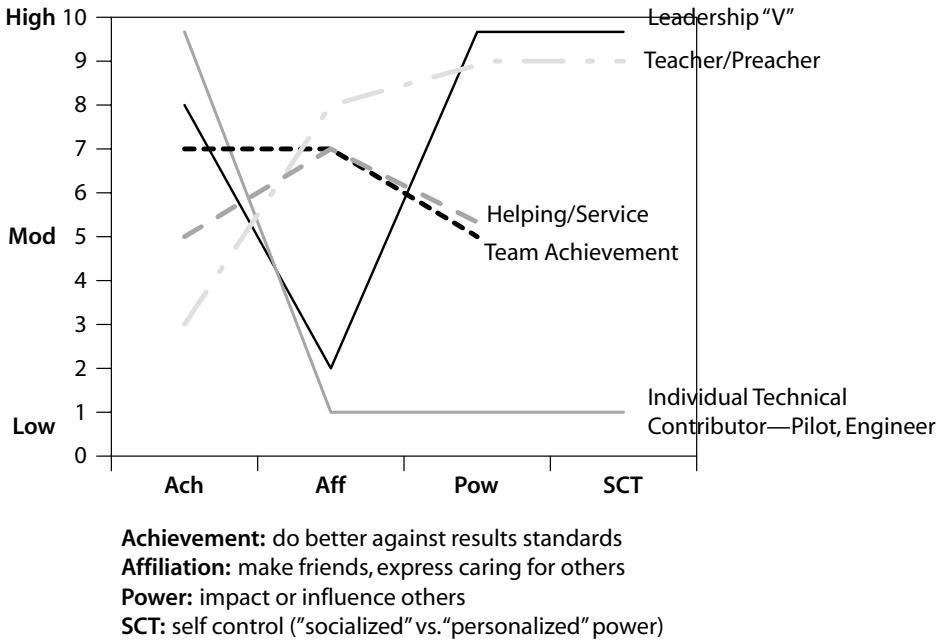 High 10
Leadership “V”
9
Teacher/Preacher
8
7
6
Helping/Service
Mod 5
Team Achievement
4
3
2
1
Individual Technical
Low
Contributor—Pilot, Engineer
0
Ach Aff Pow SCT
Achievement: do better against results standards
Affiliation: make friends, express caring for others
Power: impact or influence others
SCT: self control (”socialized” vs. “personalized” power)